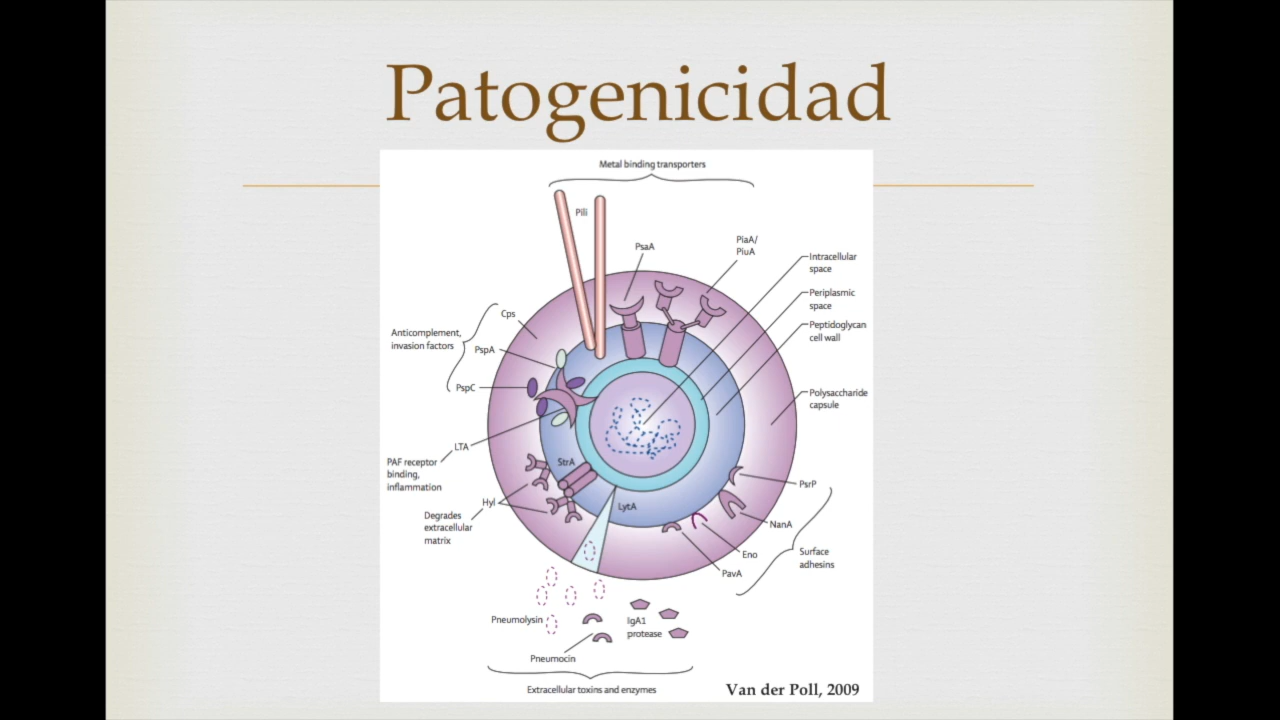 Patogenicidad
Metal binding transporters
Pili
PsaA
PiaA/
PiuA
Intracellular
space
Periplasmic
space
Peptidoglycan
cell wall
Polysaccharide
capsule
Cps
Anticomplement,
invasion factors
PspA
PspC
LTA
PAF receptor
binding,
inflammation
StrA
Hyl
Degrades
extracellular
matrix
LytA
PsrP
NanA
Eno
PavA
Surface
adhesins
Pneumolysin
IgA1
protease
Pneumocin
Extracellular toxins and enzymes
Van der Poll, 2009